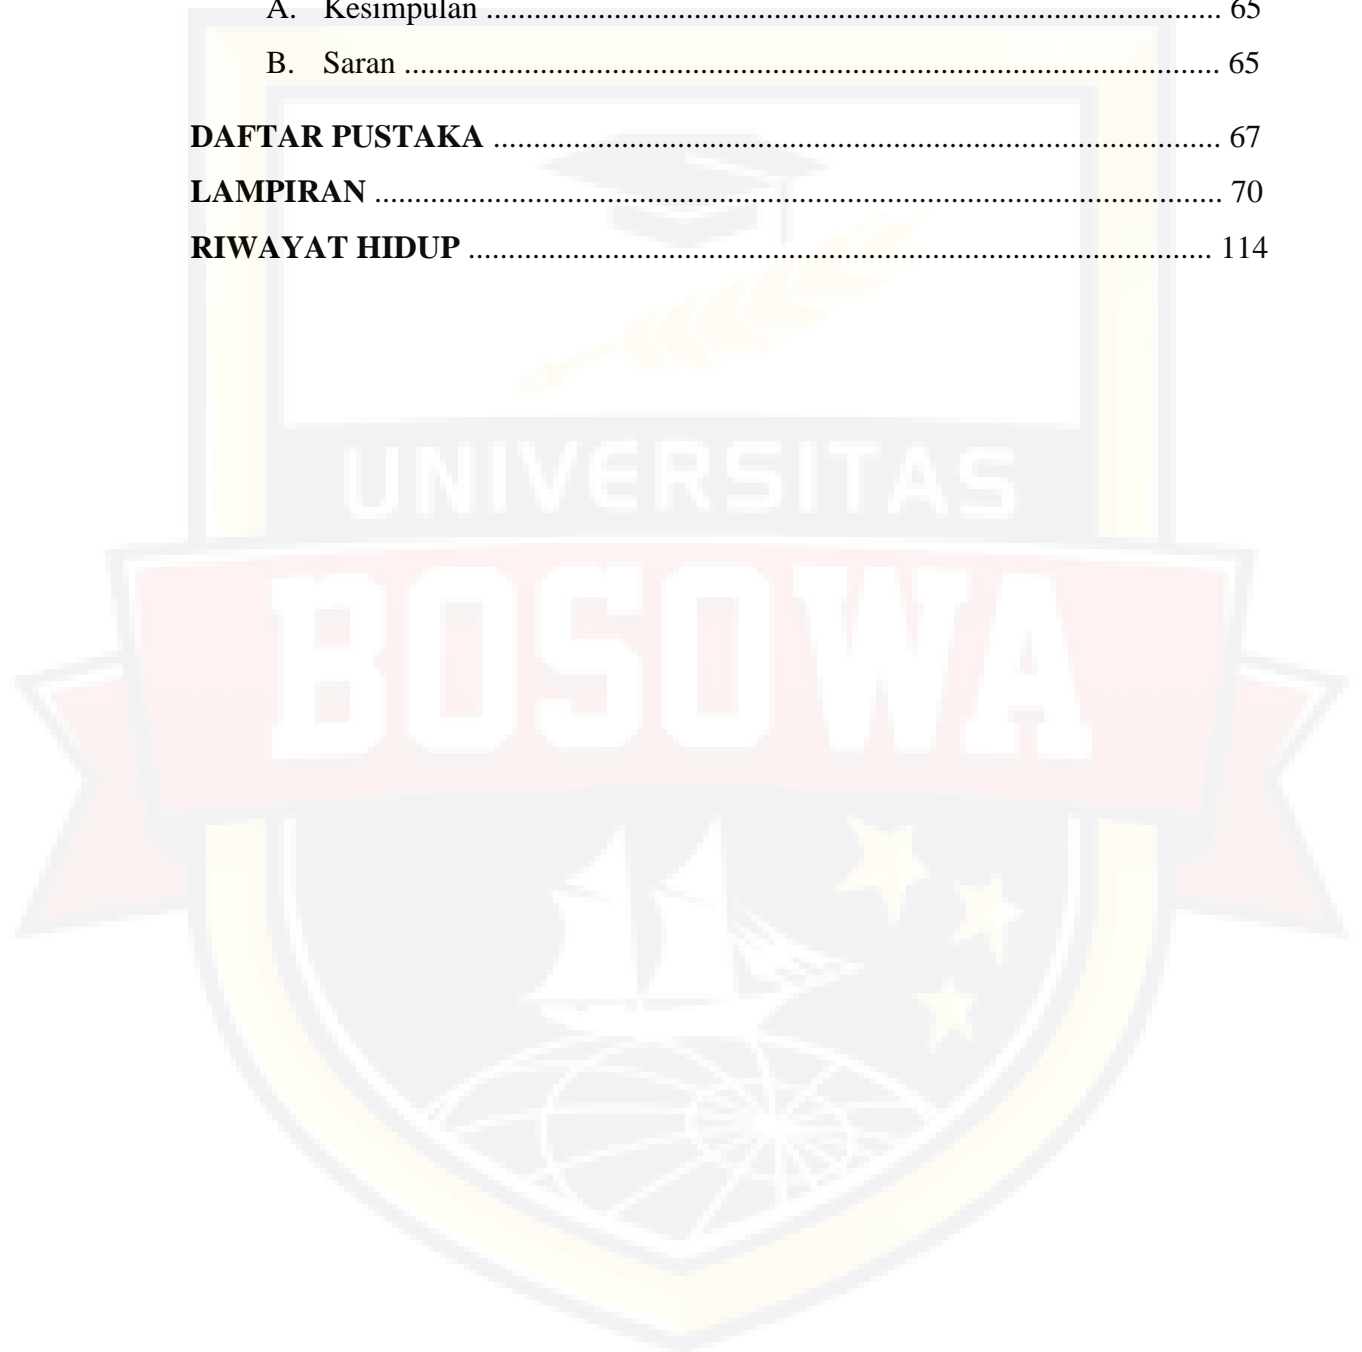 A. Kesimpulan ............................................................................................ 65
B. Saran ...................................................................................................... 65
DAFTAR PUSTAKA ........................................................................................... 67
LAMPIRAN .......................................................................................................... 70
RIWAYAT HIDUP ............................................................................................. 114
UNIVERSITAS
BOSOWA